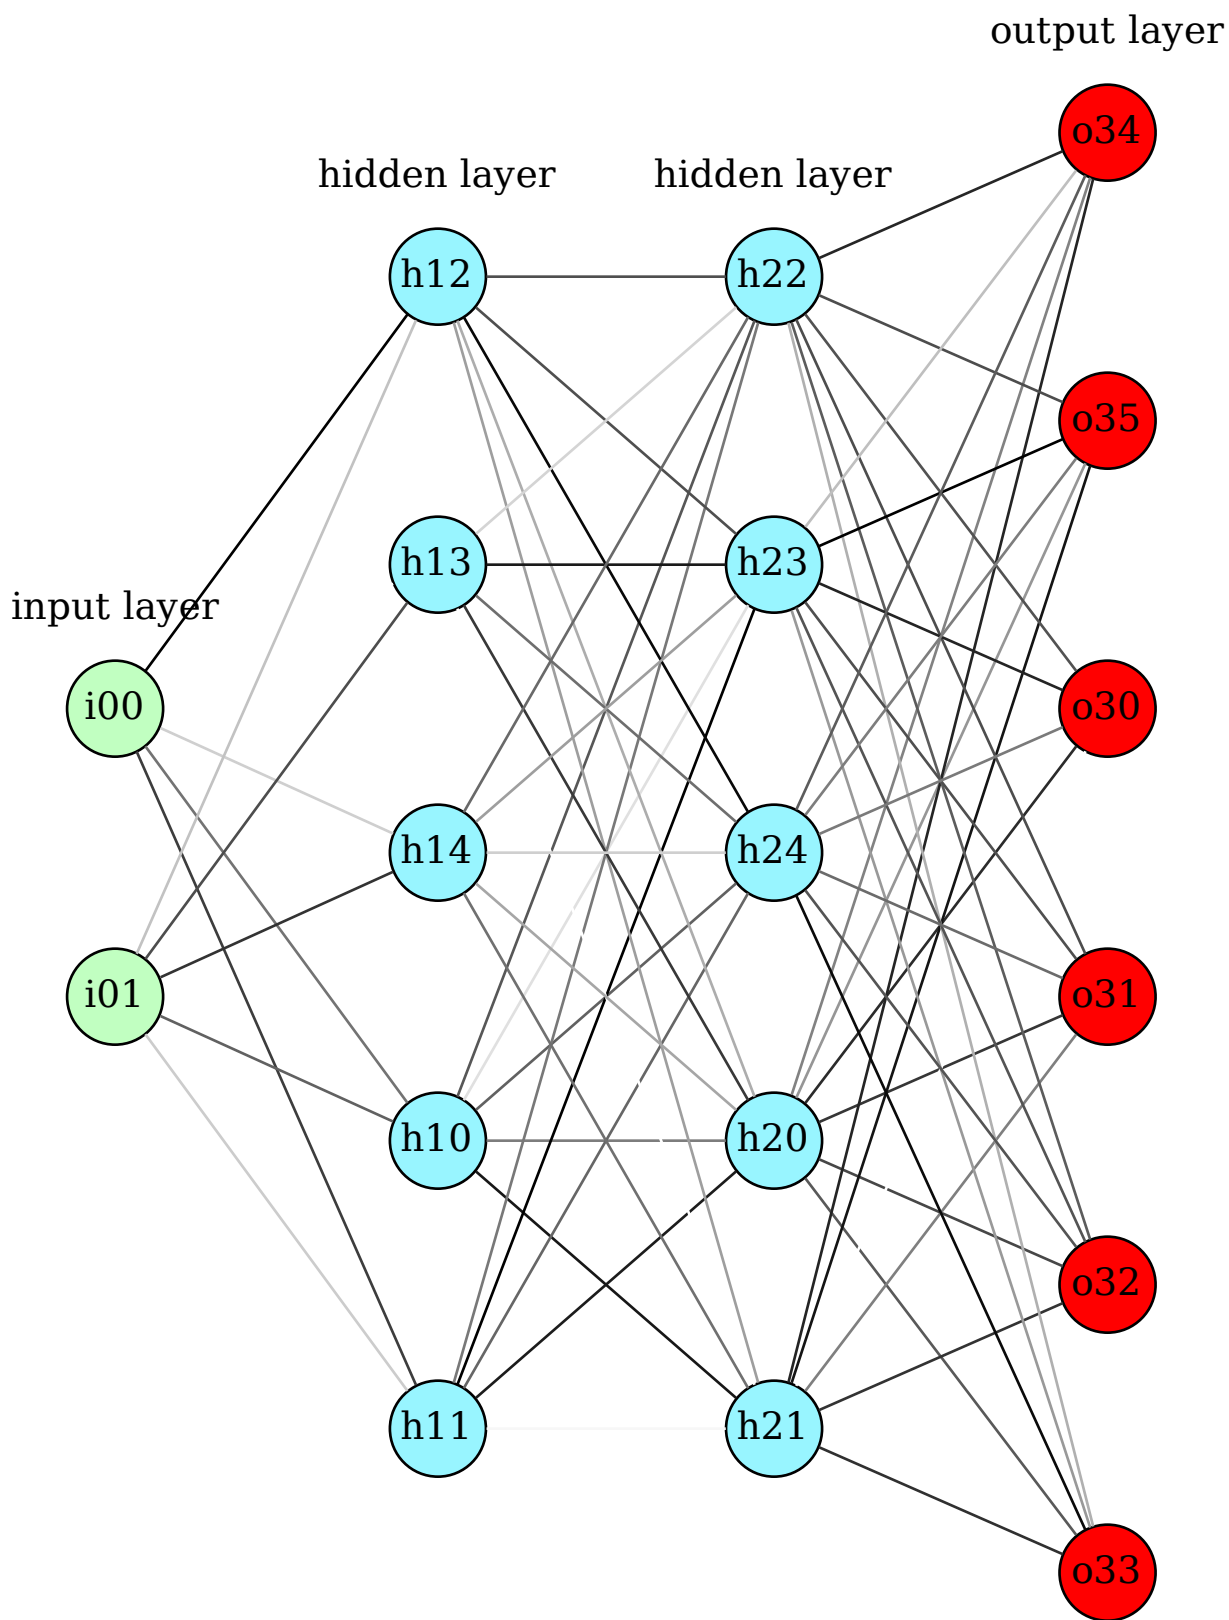 output layer
o34
hidden layer
hidden layer
h12
h22
o35
h13
h23
input layer
i00
o30
h14
h24
i01
o31
h10
h20
o32
h11
h21
o33